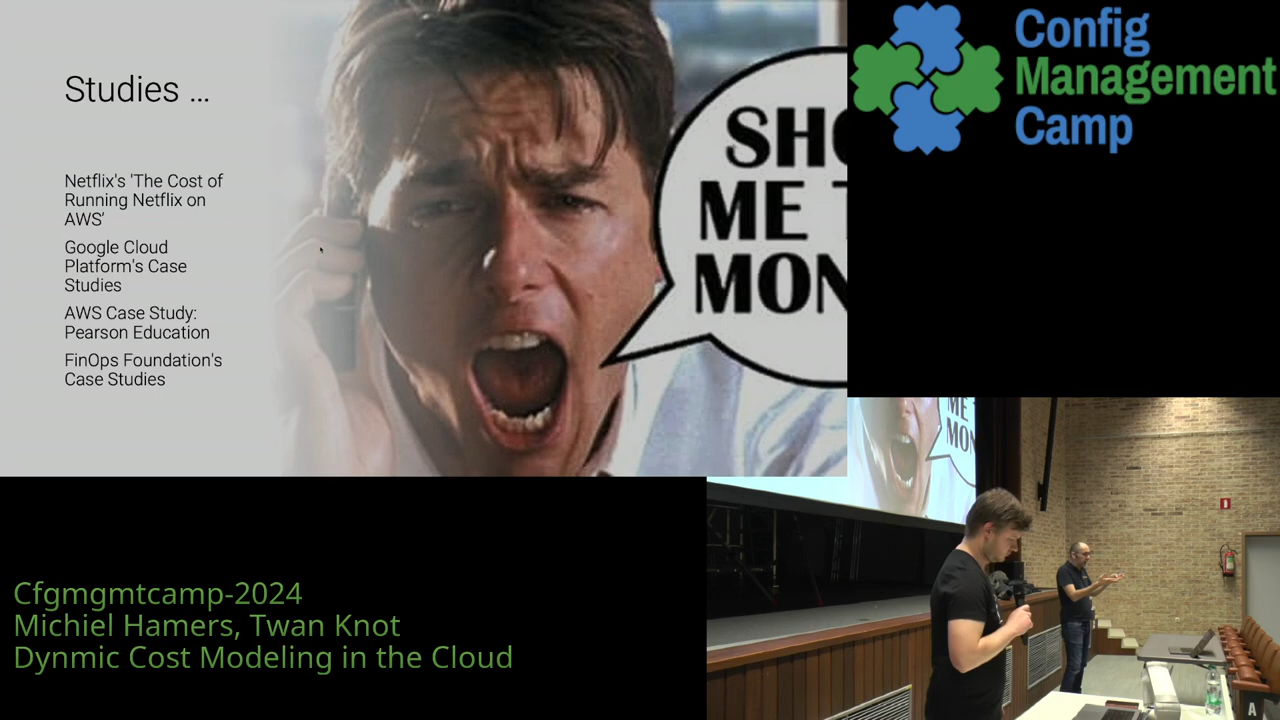 Studies ...
Netflix's 'The Cost of
Running Netflix on
AWS'
Google Cloud
Platform's Case
Studies
AWS Case Study:
Pearson Education
FinOps Foundation's
Case Studies
SHO
ME T
MON
Config
Management
Camp
ME
MON
Cfgmgmtcamp-2024
Michiel Hamers, Twan Knot
Dynmic Cost Modeling in the Cloud
A